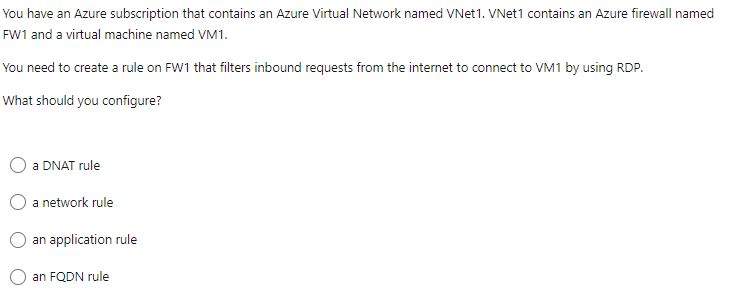 You have an Azure subscription that contains an Azure Virtual Network named VNet1. VNet1 contains an Azure firewall named
FW1 and a virtual machine named VM1.
You need to create a rule on FW1 that filters inbound requests from the internet to connect to VM1 by using RDP.
What should you configure?
a DNAT rule
a network rule
an application rule
an FQDN rule